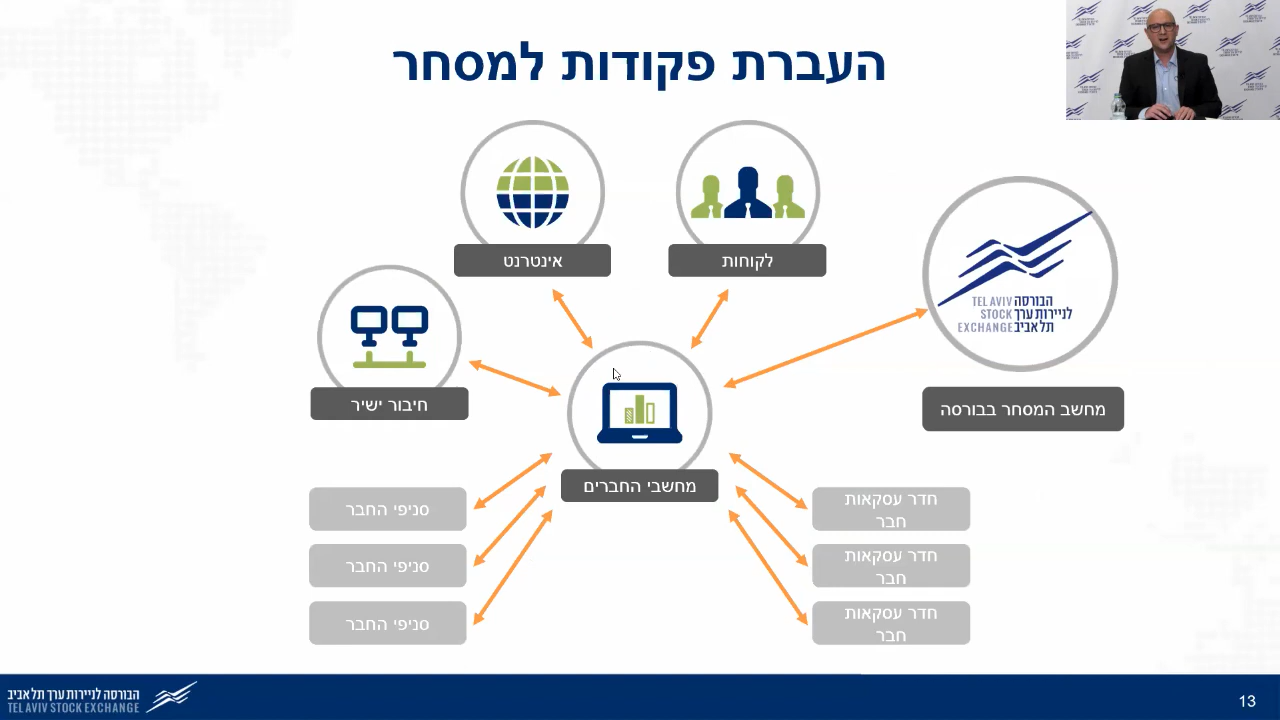 העברת פקודות למסחר
לקוחות
אינטרנט
הבורסה
לניירות ערך
תל אביב
TEL AVIV
STOCK
EXCHANGE
מחשב המסחר בבורסה
חיבור ישיר
מחשבי החברים
חדר עסקאות
חבר
חדר עסקאות
חבר
חדר עסקאות
חבר
סניפי החבר
סניפי החבר
סניפי החבר
הבורסה לניירות ערך תל אביב
TEL AVIV STOCK EXCHANGE
13